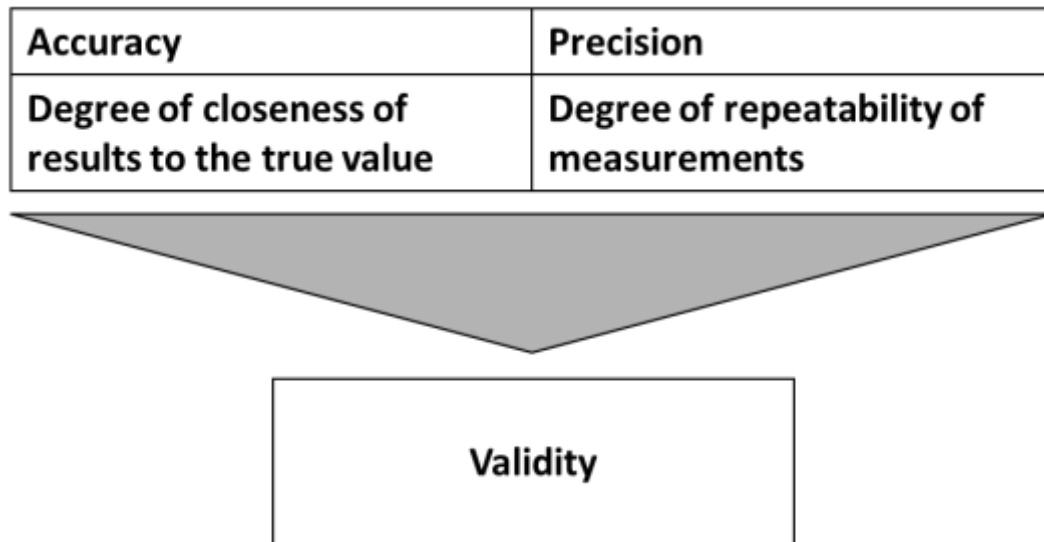 Accuracy
Precision
Degree of closeness of
results to the true value
Degree of repeatability of
measurements
Validity